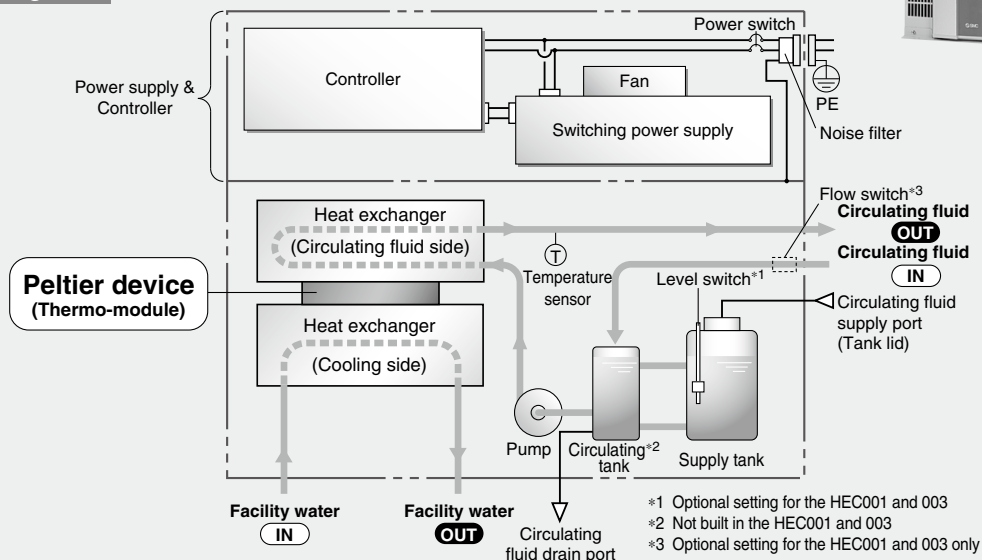 Power switch
Controller
Fan
Power supply &
Controller
PE
Switching power supply
Noise filter
Flow switch*3
Heat exchanger
(Circulating fluid side)
Circulating fluid
OUT
Circulating fluid
IN
T
Temperature
sensor
Level switch*1
Peltier device
(Thermo-module)
Circulating fluid
supply port
(Tank lid)
Heat exchanger
(Cooling side)
Pump
Circulating*2
tank
Supply tank
Facility water
IN
Facility water
OUT
Circulating
fluid drain port
*1 Optional setting for the HEC001 and 003
*2 Not built in the HEC001 and 003
*3 Optional setting for the HEC001 and 003 only